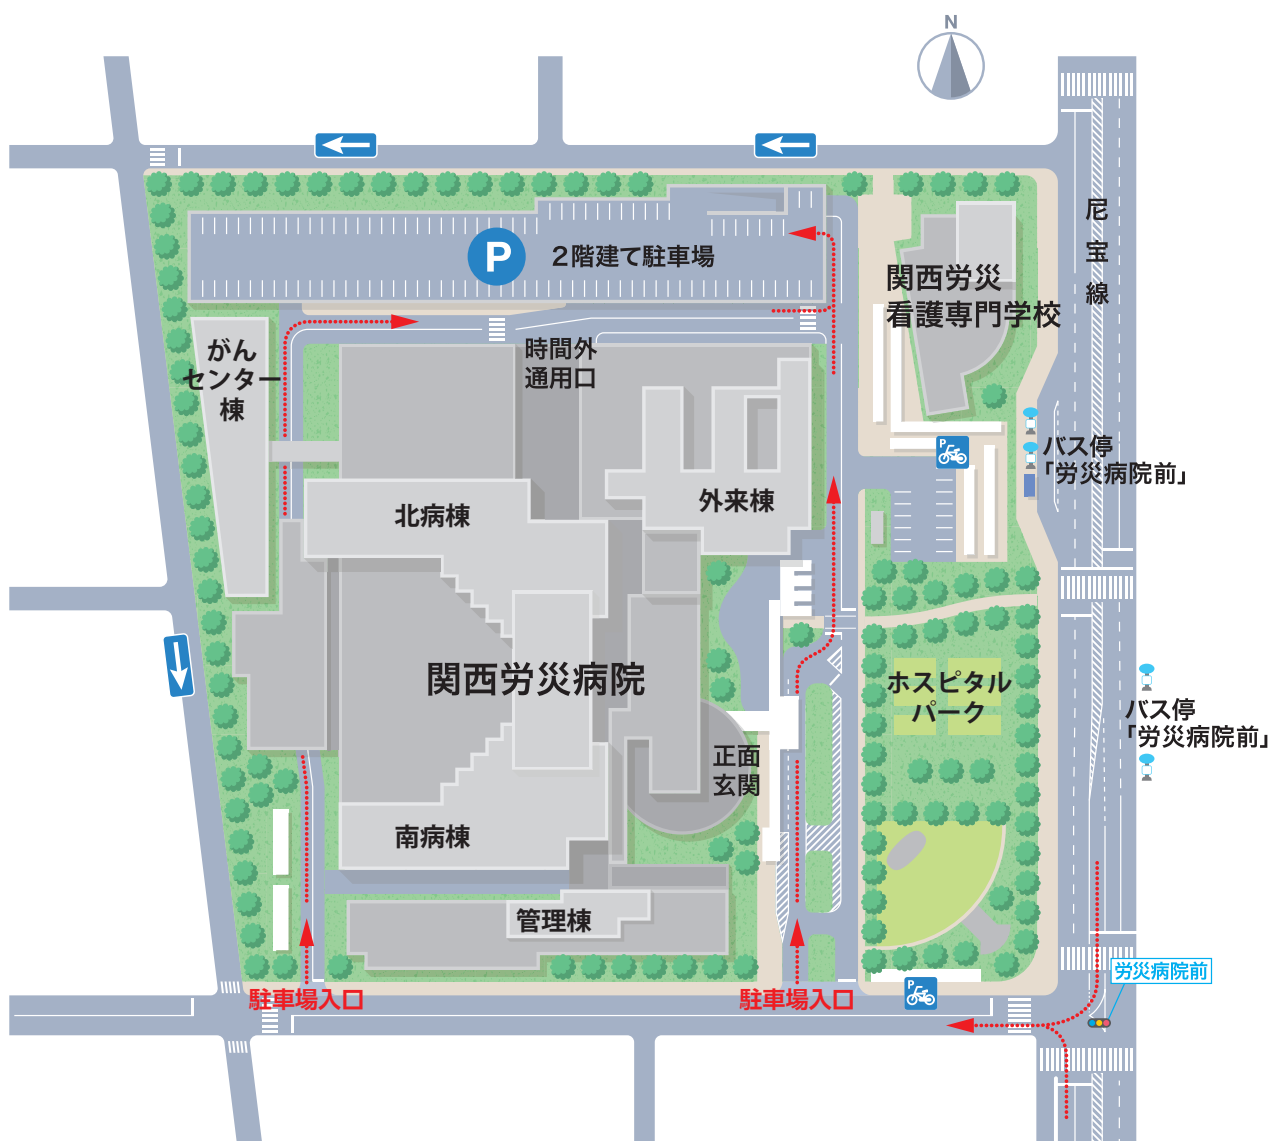 N
尼宝線
P
2階建て駐車場
関西労災
看護専門学校
がん
センター
棟
時間外
通用口
P
バス停
「労災病院前」
外来棟
北病棟
関西労災病院
ホスピタル
パーク
バス停
「労災病院前」
正面
玄関
南病棟
管理棟
労災病院前
駐車場入口
駐車場入口
P